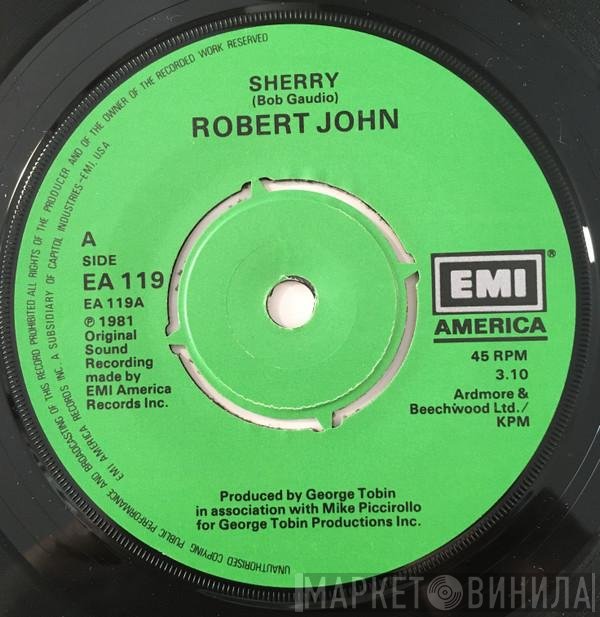 UNAUTHORISED COPYING PUBLIC PERFORMANCE AND BROADCASTING OF THIS RECORD PROHIBITED ALL RIGHTS OF THE PRODUCER AND OF THE OWNER OF THE RECORDED WORK RESERVED
EMI AMERICA RECORDS INC. A SUBSIDIARY OF CAPITOL INDUSTRIES-EMI, USA
SHERRY
(Bob Gaudio)
ROBERT JOHN
A
SIDE
EA 119
EA 119A
℗ 1981
Original
Sound
Recording
made by
EMI America
Records Inc.
EMI ®
AMERICA
45 RPM
3.10
Ardmore &
Beechwood Ltd./
KPM
Produced by George Tobin
in association with Mike Piccirollo
for George Tobin Productions Inc.
МАРКЕТ ВИНИЛА